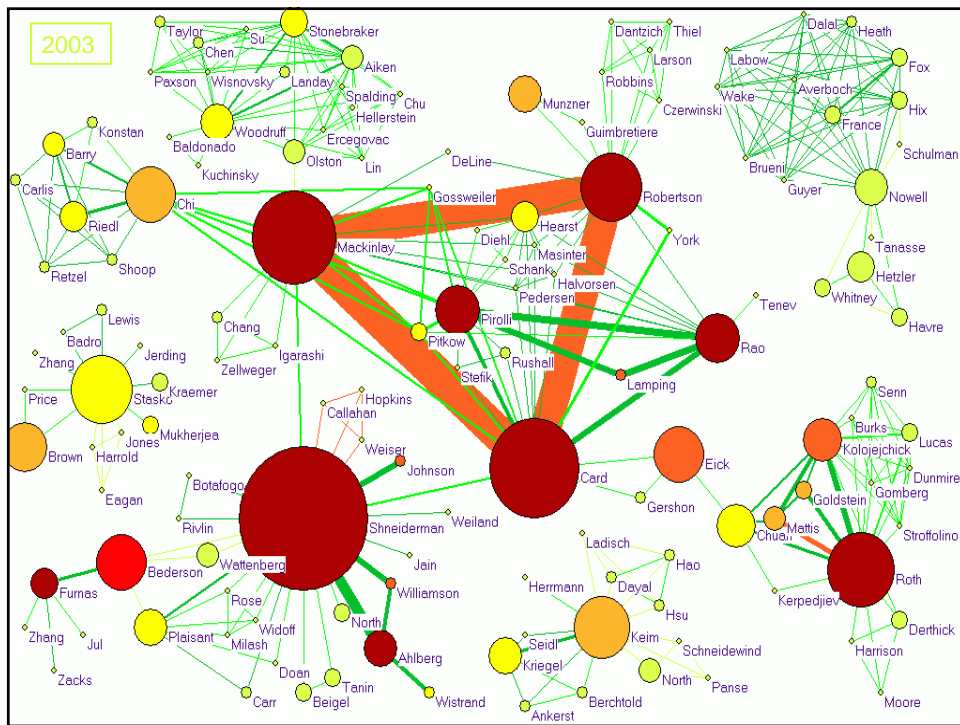 2003
Taylor
Su
Stonebraker
Chen
Aiken
Paxson
Wisnovsky
Landay
Spalding
Chu
Hellerstein
Woodruff
Ercegovac
Baldonado
Olston
Lin
Kuchinsky
Dantzich
Thiel
Larson
Robbins
Munzner
Czerwinski
Guimbretiere
DeLine
Robertson
Gossweiler
Dalal
Heath
Labow
Fox
Wake
Averboch
Hix
France
Brueni
Schulman
Guyer
Nowell
Tanasse
Hetzler
Whitney
Havre
Konstan
Barry
Carlis
Chi
Riedl
Retzel
Shoop
Mackinlay
Diehl
Hearst
York
Masinter
Schank
Halvorsen
Pedersen
Pirolli
Tenev
Rao
Pitkow
Rushall
Stefik
Lamping
Chang
Igarashi
Zellweger
Lewis
Badro
Zhang
Jerding
Price
Stasko
Kraemer
Mukherjea
Brown
Jones
Harrold
Eagan
Hopkins
Callahan
Weiser
Johnson
Card
Eick
Gershon
Botafogo
Rivlin
Shneiderman
Weiland
Senn
Burks
Kolojejchick
Lucas
Dunmire
Goldstein
Gomberg
Mattis
Chuah
Stroffolino
Roth
Kerpedjiev
Derthick
Harrison
Moore
Furnas
Bederson
Wattenberg
Jain
Williamson
Zhang
Jul
Zacks
Plaisant
Rose
Widoff
Milash
North
Doan
Ahlberg
Carr
Beigel
Tanin
Wistrand
Ladisch
Hao
Herrmann
Dayal
Hsu
Seidl
Keim
Kriegel
Schneidewind
North
Panse
Berchtold
Ankerst